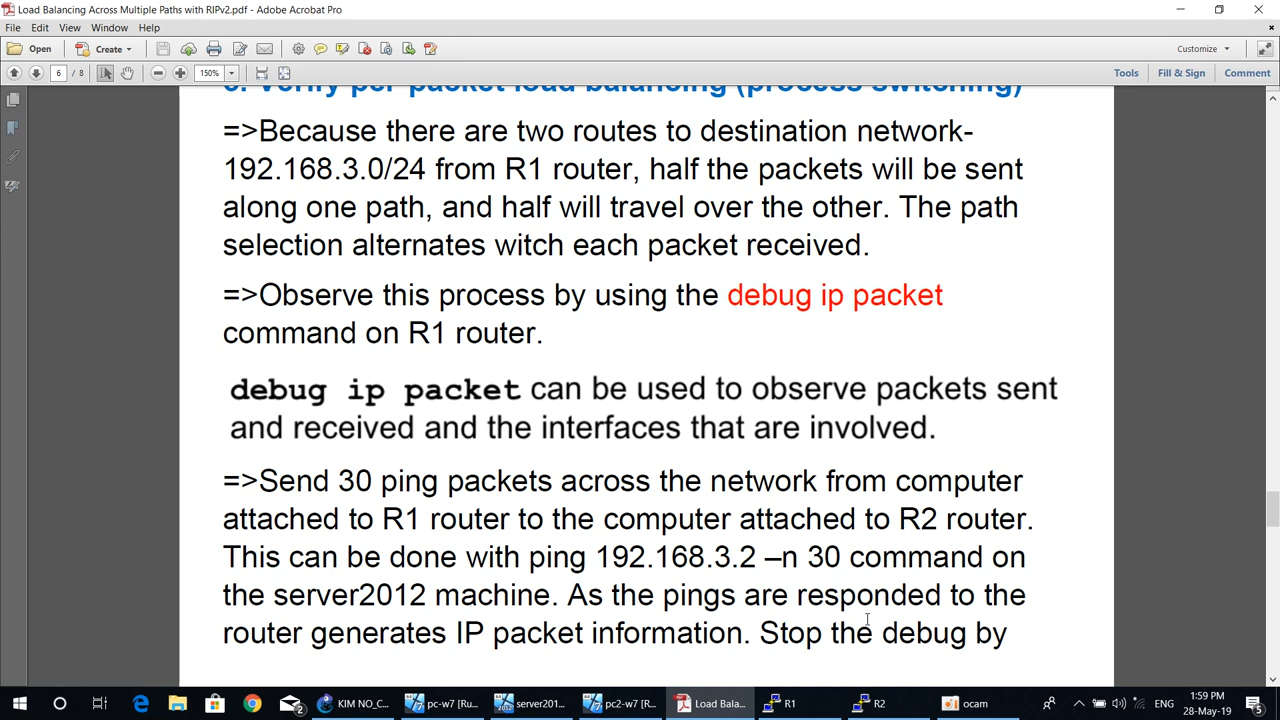 Load Balancing Across Multiple Paths with RIPv2.pdf - Adobe Acrobat Pro
File Edit View Window Help
Open Create Customize
6 / 8 150% Tools Fill & Sign Comment
Verify per packet load balancing (process switching)
=>Because there are two routes to destination network-
192.168.3.0/24 from R1 router, half the packets will be sent
along one path, and half will travel over the other. The path
selection alternates witch each packet received.
=>Observe this process by using the debug ip packet
command on R1 router.
debug ip packet can be used to observe packets sent
and received and the interfaces that are involved.
=>Send 30 ping packets across the network from computer
attached to R1 router to the computer attached to R2 router.
This can be done with ping 192.168.3.2 –n 30 command on
the server2012 machine. As the pings are responded to the
router generates IP packet information. Stop the debug by
KIM NO_C... pc-w7 [Ru... server201... pc2-w7 [R... Load Bala... R1 R2 ocam ENG 1:59 PM
28-May-19